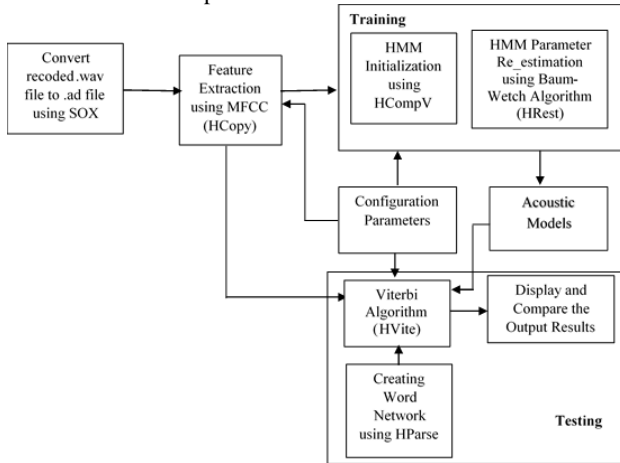 Convert
recoded.wav
file to .ad file
using SOX
Feature
Extraction
using MFCC
(HCopy)
Training
HMM
Initialization
using
HCompV
HMM Parameter
Re_estimation
using Baum-
Wetch Algorithm
(HRest)
Configuration
Parameters
Acoustic
Models
Viterbi
Algorithm
(HVite)
Display and
Compare the
Output Results
Creating
Word
Network
using HParse
Testing